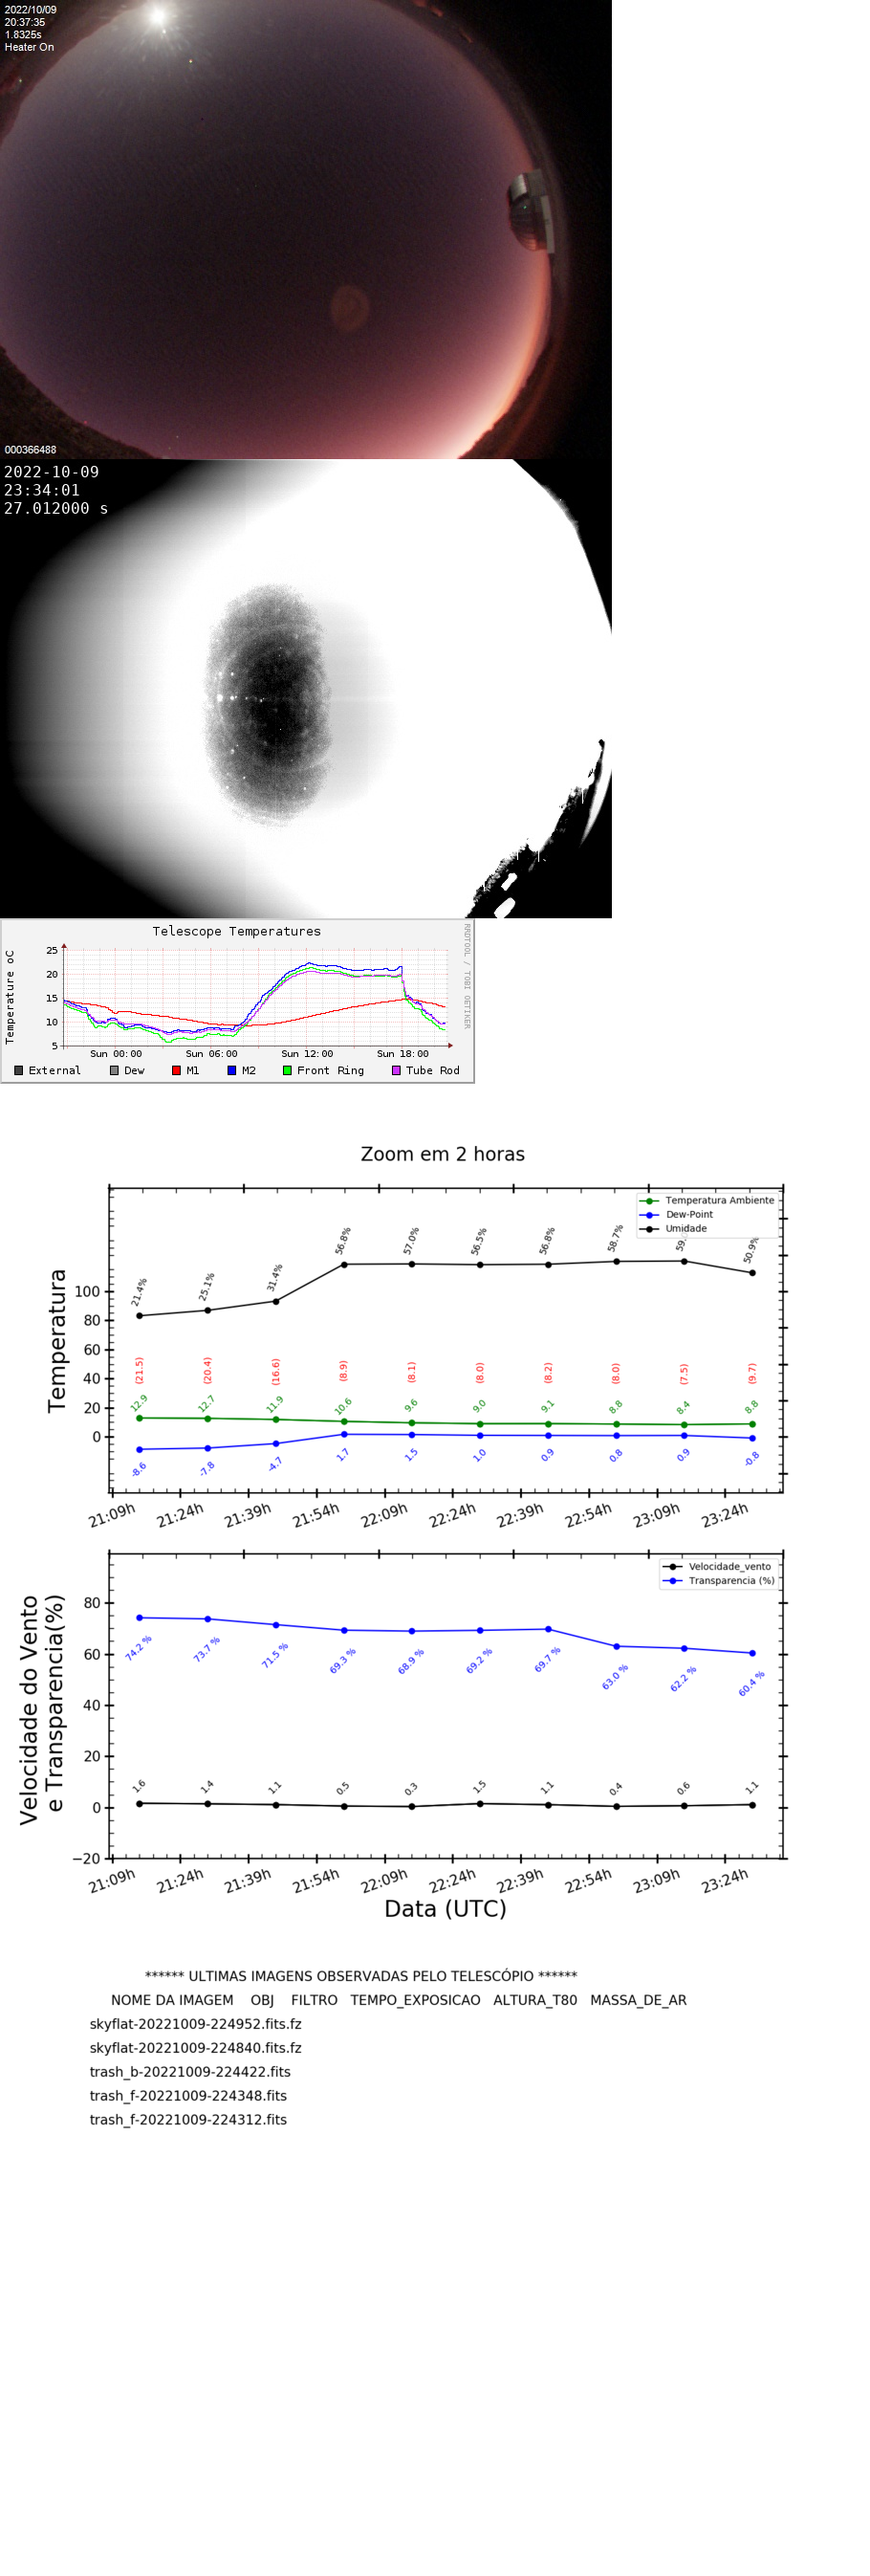 2022/10/09
20:37:35
1.8325s
Heater On
000366488
2022-10-09
23:34:01
27.012000 s
Telescope Temperatures
RRDTOOL / TOBI OETIKER
Temperature oC
25
20
15
10
5
Sun 00:00 Sun 06:00 Sun 12:00 Sun 18:00
External Dew M1 M2 Front Ring Tube Rod
Zoom em 2 horas
Temperatura Ambiente
Dew-Point
Umidade
Temperatura
100
80
60
40
20
0
21.4% 25.1% 31.4% 56.8% 57.0% 56.5% 56.8% 58.7% 50.9%
(21.5) (20.4) (16.6) (8.9) (8.1) (8.0) (8.2) (8.0) (7.5) (9.7)
12.9 12.7 11.9 10.6 9.6 9.0 9.1 8.8 8.4 8.8
-8.6 -7.8 -4.7 1.7 1.5 1.0 0.9 0.8 0.9 -0.8
21:09h 21:24h 21:39h 21:54h 22:09h 22:24h 22:39h 22:54h 23:09h 23:24h
Velocidade_vento
Transparencia (%)
Velocidade do Vento
e Transparencia(%)
80
60
40
20
0
−20
74.2 % 73.7 % 71.5 % 69.3 % 68.9 % 69.2 % 69.7 % 63.0 % 62.2 % 60.4 %
1.6 1.4 1.1 0.5 0.3 1.5 1.1 0.4 0.6 1.1
21:09h 21:24h 21:39h 21:54h 22:09h 22:24h 22:39h 22:54h 23:09h 23:24h
Data (UTC)
****** ULTIMAS IMAGENS OBSERVADAS PELO TELESCÓPIO ******
NOME DA IMAGEM OBJ FILTRO TEMPO_EXPOSICAO ALTURA_T80 MASSA_DE_AR
skyflat-20221009-224952.fits.fz
skyflat-20221009-224840.fits.fz
trash_b-20221009-224422.fits
trash_f-20221009-224348.fits
trash_f-20221009-224312.fits